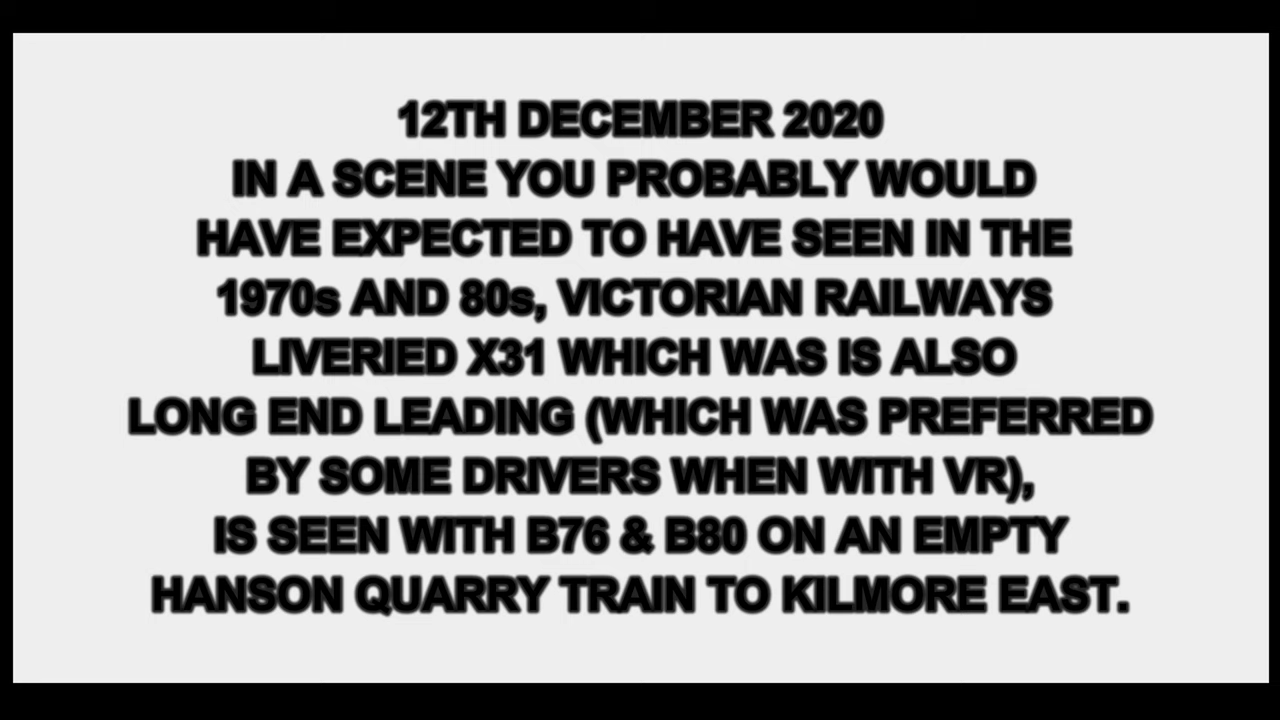 12TH DECEMBER 2020
IN A SCENE YOU PROBABLY WOULD
HAVE EXPECTED TO HAVE SEEN IN THE
1970s AND 80s, VICTORIAN RAILWAYS
LIVERIED X31 WHICH WAS IS ALSO
LONG END LEADING (WHICH WAS PREFERRED
BY SOME DRIVERS WHEN WITH VR),
IS SEEN WITH B76 & B80 ON AN EMPTY
HANSON QUARRY TRAIN TO KILMORE EAST.